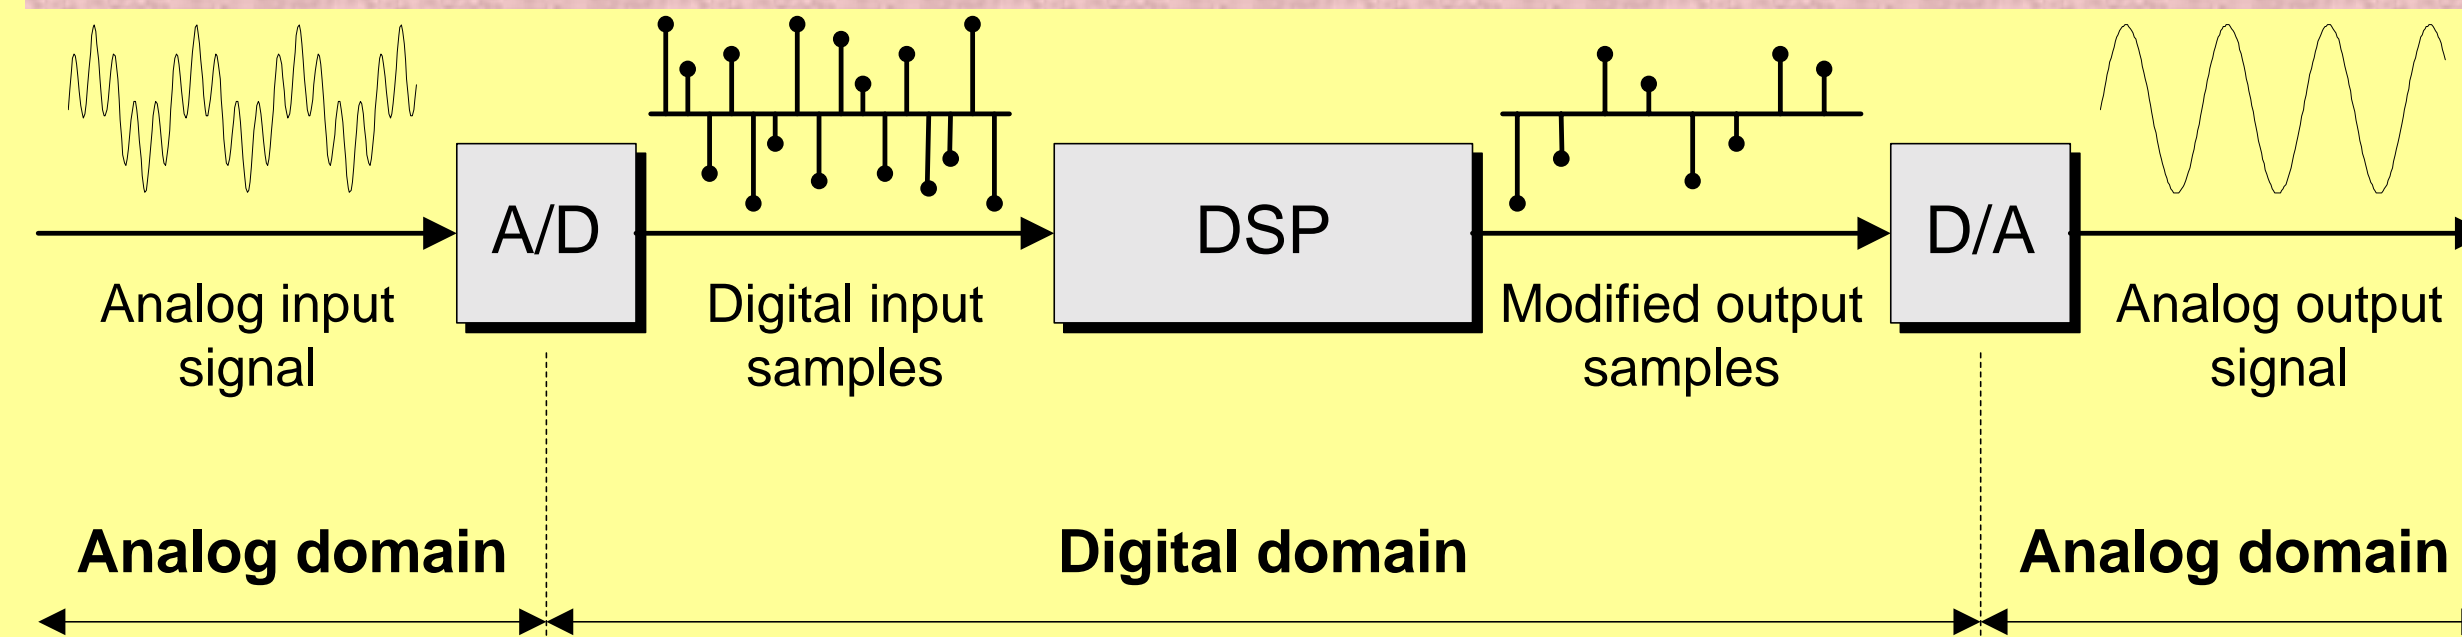 A/D
DSP
D/A
Analog input
signal
Digital input
samples
Modified output
samples
Analog output
signal
Analog domain
Digital domain
Analog domain